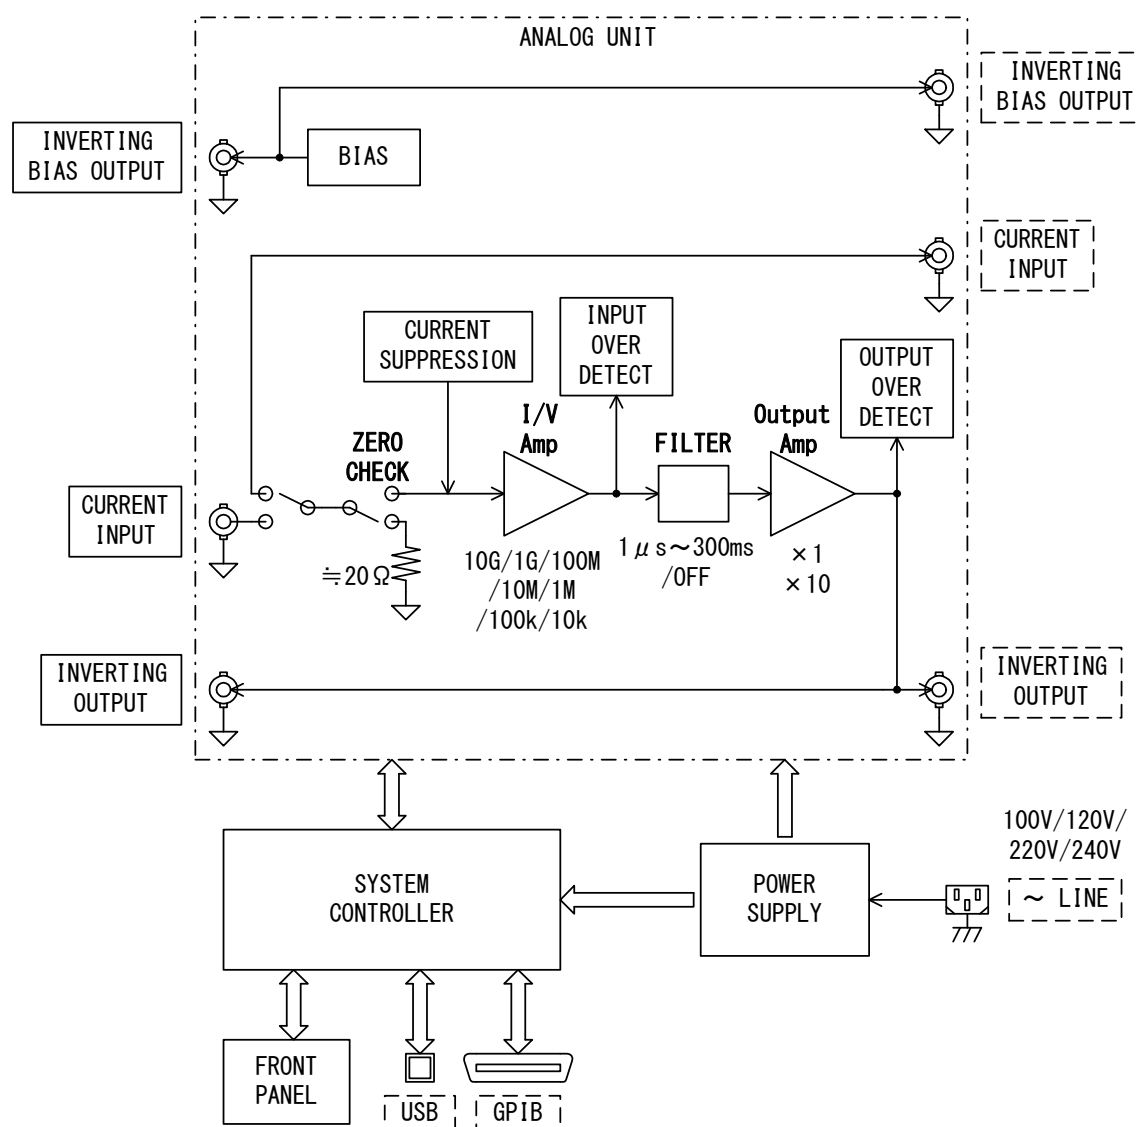 ANALOG UNIT
INVERTING
BIAS OUTPUT
INVERTING
BIAS OUTPUT
BIAS
CURRENT
INPUT
CURRENT
SUPPRESSION
INPUT
OVER
DETECT
OUTPUT
OVER
DETECT
ZERO
CHECK
I/V
Amp
FILTER
Output
Amp
CURRENT
INPUT
≒20Ω
10G/1G/100M
/10M/1M
/100k/10k
1μs～300ms
/OFF
×1
×10
INVERTING
OUTPUT
INVERTING
OUTPUT
SYSTEM
CONTROLLER
POWER
SUPPLY
100V/120V/
220V/240V
～ LINE
FRONT
PANEL
USB
GPIB